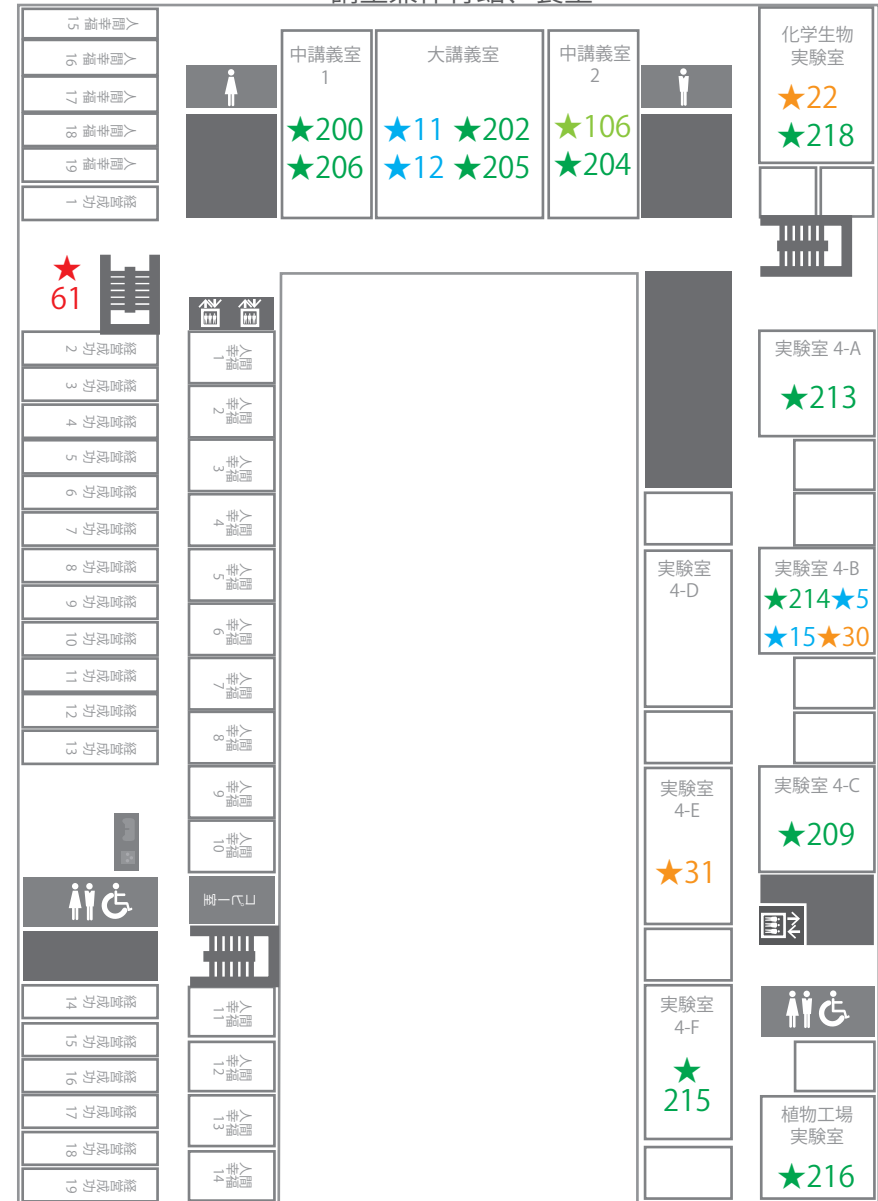 人間幸福 15
人間幸福 16
人間幸福 17
人間幸福 18
人間幸福 19
経営成功 1
中講義室
1
★200
★206
大講義室
★11 ★202
★12 ★205
中講義室
2
★106
★204
化学生物
実験室
★22
★218
★
61
経営成功 2
経営成功 3
経営成功 4
経営成功 5
経営成功 6
経営成功 7
経営成功 8
経営成功 9
経営成功 10
経営成功 11
経営成功 12
経営成功 13
人間
幸福
1
人間
幸福
2
人間
幸福
3
人間
幸福
4
人間
幸福
5
人間
幸福
6
人間
幸福
7
人間
幸福
8
人間
幸福
9
人間
幸福
10
コピー
室
実験室 4-A
★213
実験室
4-D
実験室 4-B
★214★5
★15★30
実験室
4-E
★31
実験室 4-C
★209
経営成功 14
経営成功 15
経営成功 16
経営成功 17
経営成功 18
経営成功 19
人間
幸福
11
人間
幸福
12
人間
幸福
13
人間
幸福
14
実験室
4-F
★
215
植物工場
実験室
★216